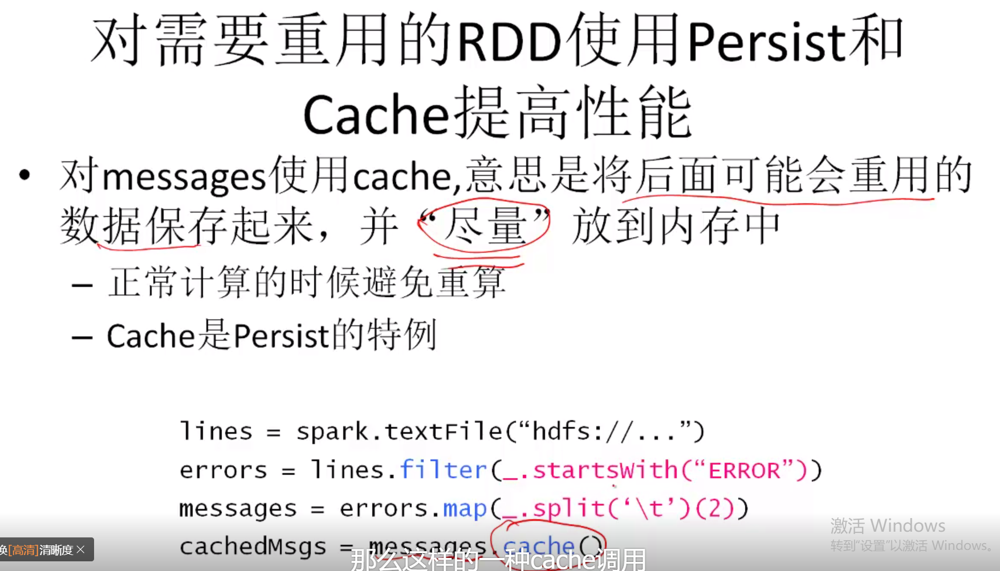 对需要重用的RDD使用Persist和
Cache提高性能
• 对messages使用cache,意思是将后面可能会重用的
数据保存起来，并“尽量”放到内存中
– 正常计算的时候避免重算
– Cache是Persist的特例
lines = spark.textFile(“hdfs://...”)
errors = lines.filter(_.startsWith(“ERROR”))
messages = errors.map(_.split(‘\t’)(2))
cachedMsgs = messages.cache()
那么这样的一种cache调用
换[高清]清晰度 ×
激活 Windows
转到“设置”以激活 Windows。